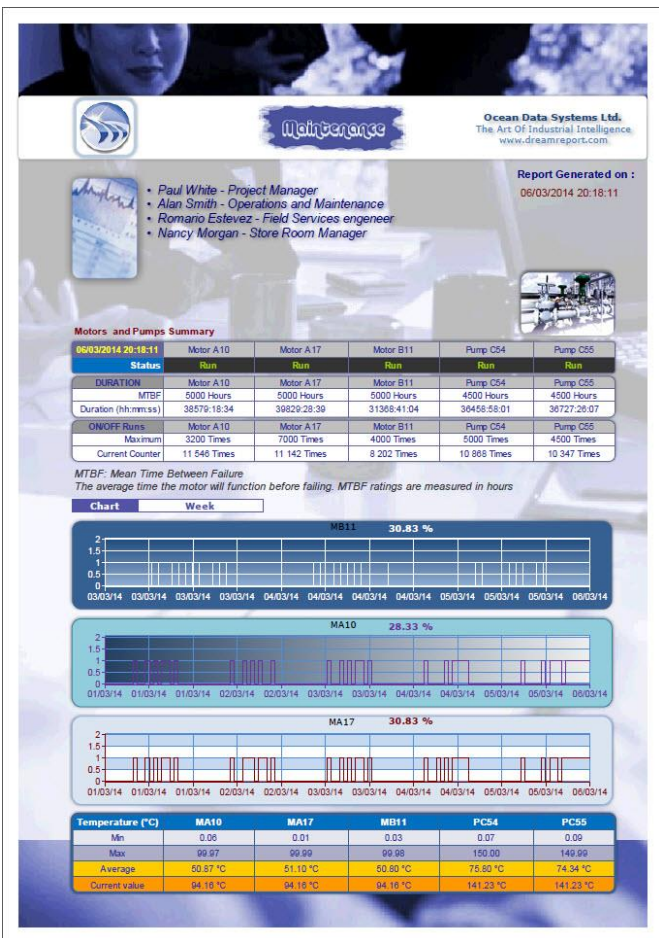 Maintenance
Ocean Data Systems Ltd.
The Art Of Industrial Intelligence
www.dreamreport.com
Report Generated on :
06/03/2014 20:18:11
• Paul White - Project Manager
• Alan Smith - Operations and Maintenance
• Romario Estevez - Field Services engeneer
• Nancy Morgan - Store Room Manager
Motors and Pumps Summary
06/03/2014 20:18:11 Motor A10 Motor A17 Motor B11 Pump C54 Pump C55
Status Run Run Run Run Run
DURATION Motor A10 Motor A17 Motor B11 Pump C54 Pump C55
MTBF 5000 Hours 5000 Hours 5000 Hours 4500 Hours 4500 Hours
Duration (hh:mm:ss) 38579:18:34 39829:28:39 31368:41:04 36458:58:01 36727:26:07
ON/OFF Runs Motor A10 Motor A17 Motor B11 Pump C54 Pump C55
Maximum 3200 Times 7000 Times 4000 Times 5000 Times 4500 Times
Current Counter 11 546 Times 11 142 Times 8 202 Times 10 868 Times 10 347 Times
MTBF: Mean Time Between Failure
The average time the motor will function before failing. MTBF ratings are measured in hours
Chart Week
MB11 30.83 %
2
1.5
1
0.5
0
03/03/14 03/03/14 03/03/14 03/03/14 04/03/14 04/03/14 04/03/14 04/03/14 05/03/14 05/03/14 05/03/14 06/03/14
MA10 28.33 %
2
1.5
1
0.5
0
01/03/14 01/03/14 01/03/14 02/03/14 02/03/14 03/03/14 03/03/14 04/03/14 04/03/14 05/03/14 05/03/14 06/03/14
MA17 30.83 %
2
1.5
1
0.5
0
01/03/14 01/03/14 01/03/14 02/03/14 02/03/14 03/03/14 03/03/14 04/03/14 04/03/14 05/03/14 05/03/14 06/03/14
Temperature (°C) MA10 MA17 MB11 PC54 PC55
Min 0.06 0.01 0.03 0.07 0.09
Max 99.97 99.99 99.98 150.00 149.99
Average 50.87 °C 51.10 °C 50.80 °C 75.80 °C 74.34 °C
Current value 94.16 °C 94.16 °C 94.16 °C 141.23 °C 141.23 °C